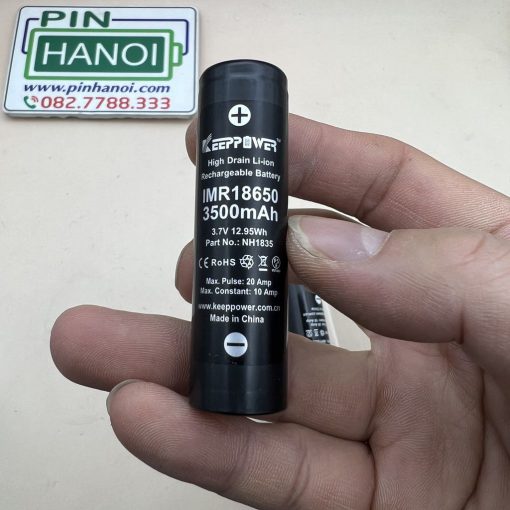 PIN
HANOI
www.pinhanoi.com
082.7788.333
KEEPPOWER™
High Drain Li-ion
Rechargeable Battery
IMR18650
3500mAh
3.7V 12.95Wh
Part No.: NH1835
CE RoHS
Max. Pulse: 20 Amp
Max. Constant: 10 Amp
www.keeppower.com.cn
Made in China